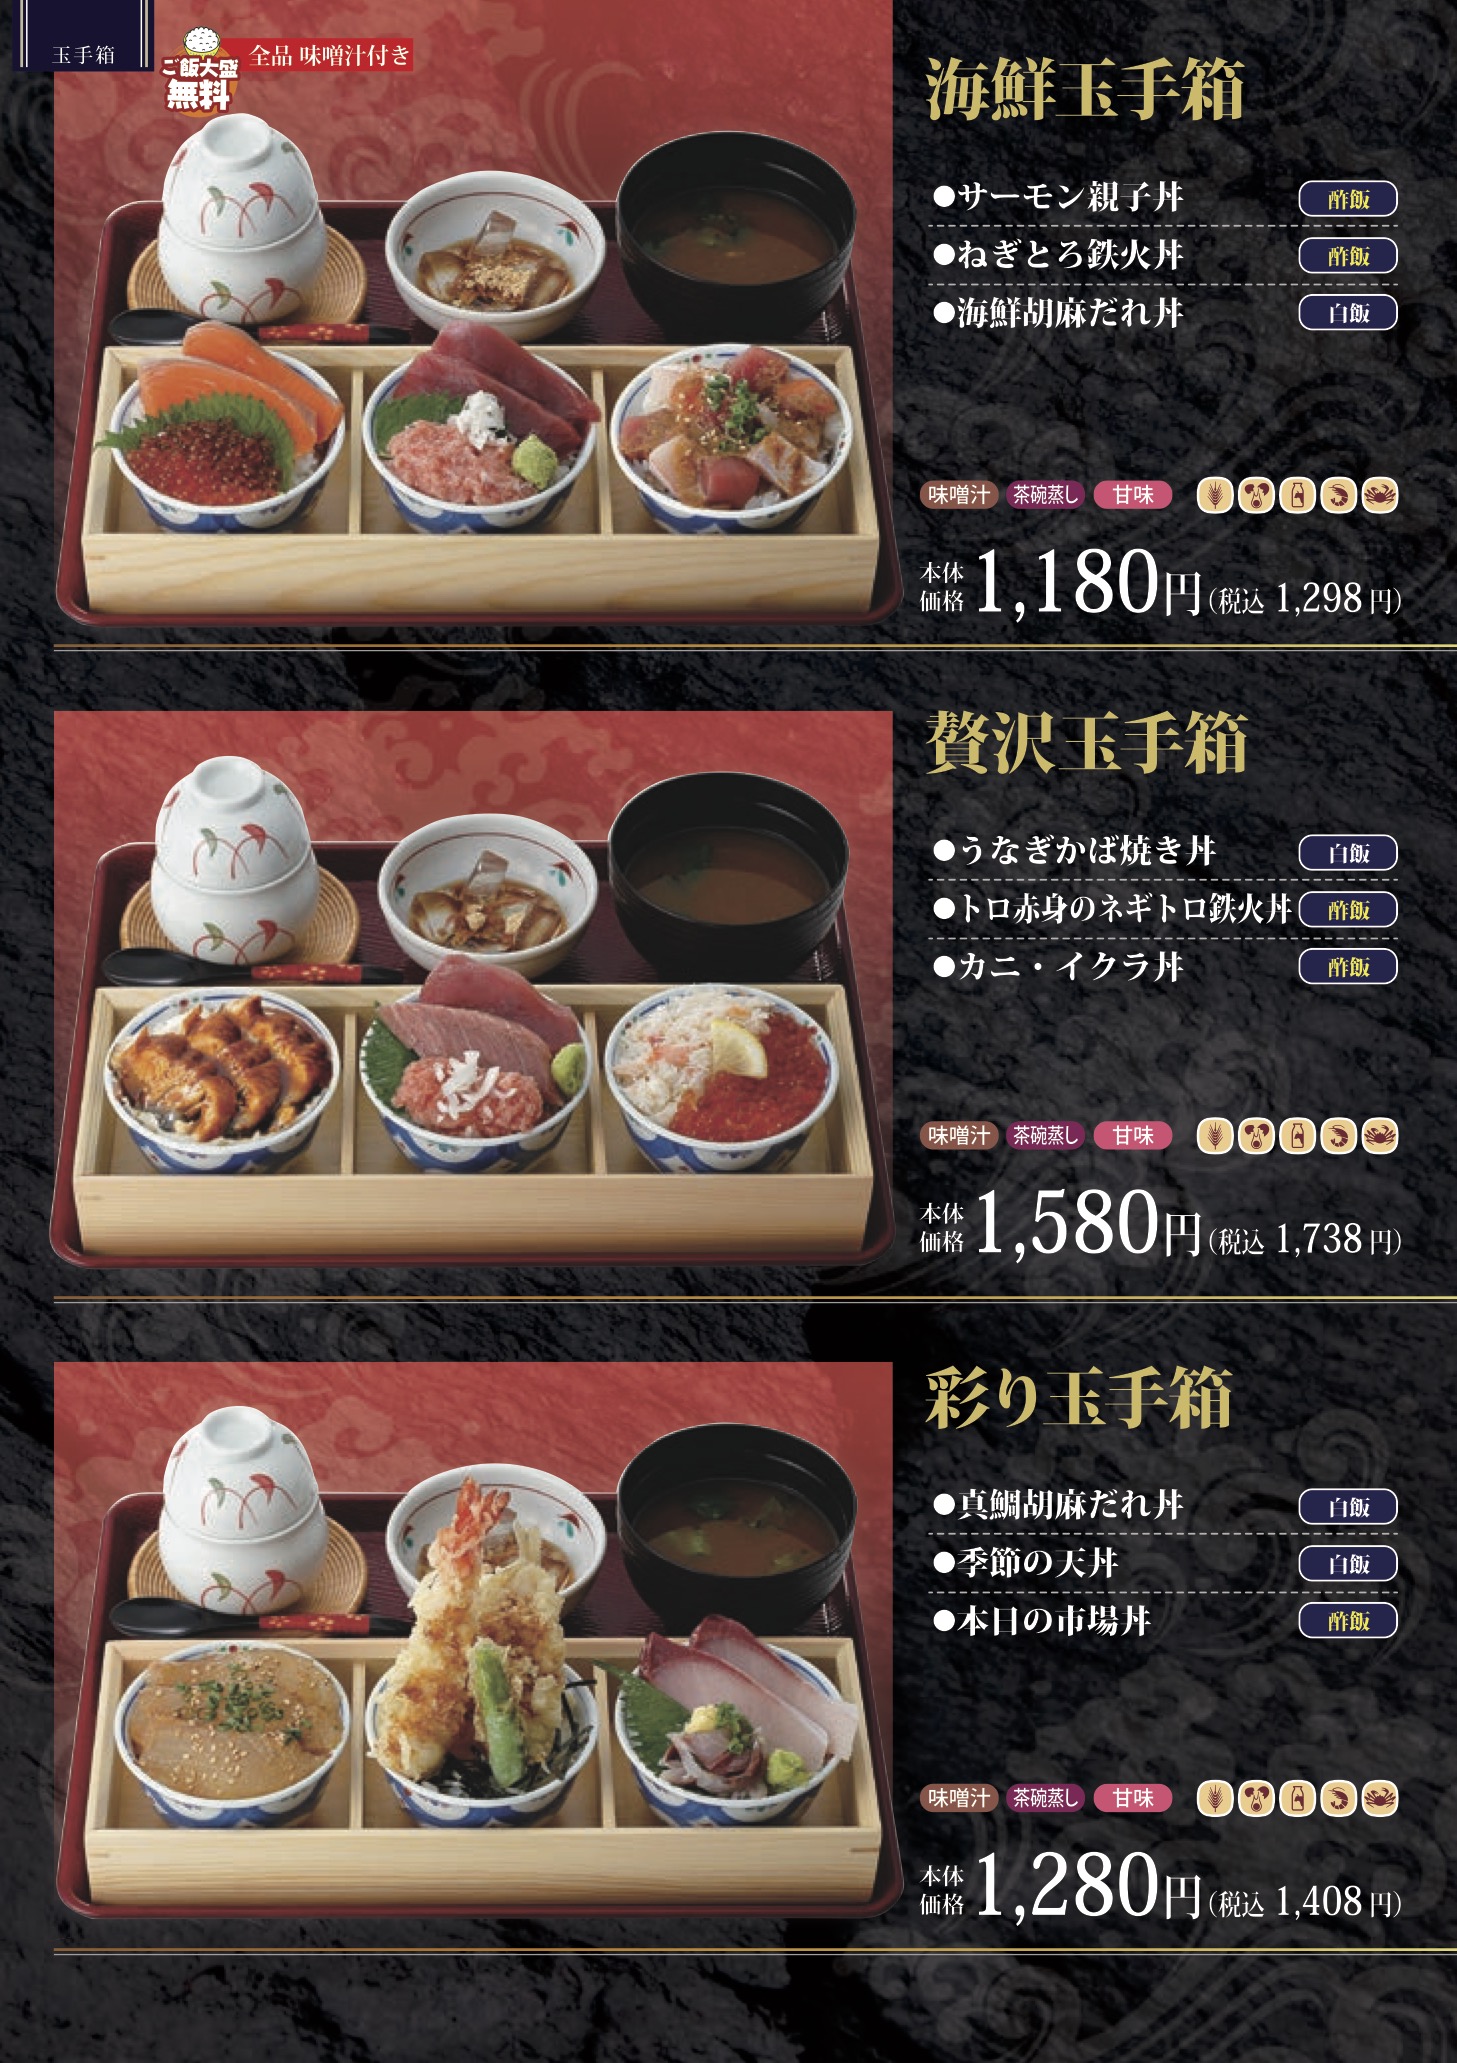 玉手箱
ご飯大盛
無料
全品 味噌汁付き
海鮮玉手箱
●サーモン親子丼 酢飯
●ねぎとろ鉄火丼 酢飯
●海鮮胡麻だれ丼 白飯
味噌汁 茶碗蒸し 甘味
本体価格 1,180円(税込 1,298円)
贅沢玉手箱
●うなぎかば焼き丼 白飯
●トロ赤身のネギトロ鉄火丼 酢飯
●カニ・イクラ丼 酢飯
味噌汁 茶碗蒸し 甘味
本体価格 1,580円(税込 1,738円)
彩り玉手箱
●真鯛胡麻だれ丼 白飯
●季節の天丼 白飯
●本日の市場丼 酢飯
味噌汁 茶碗蒸し 甘味
本体価格 1,280円(税込 1,408円)